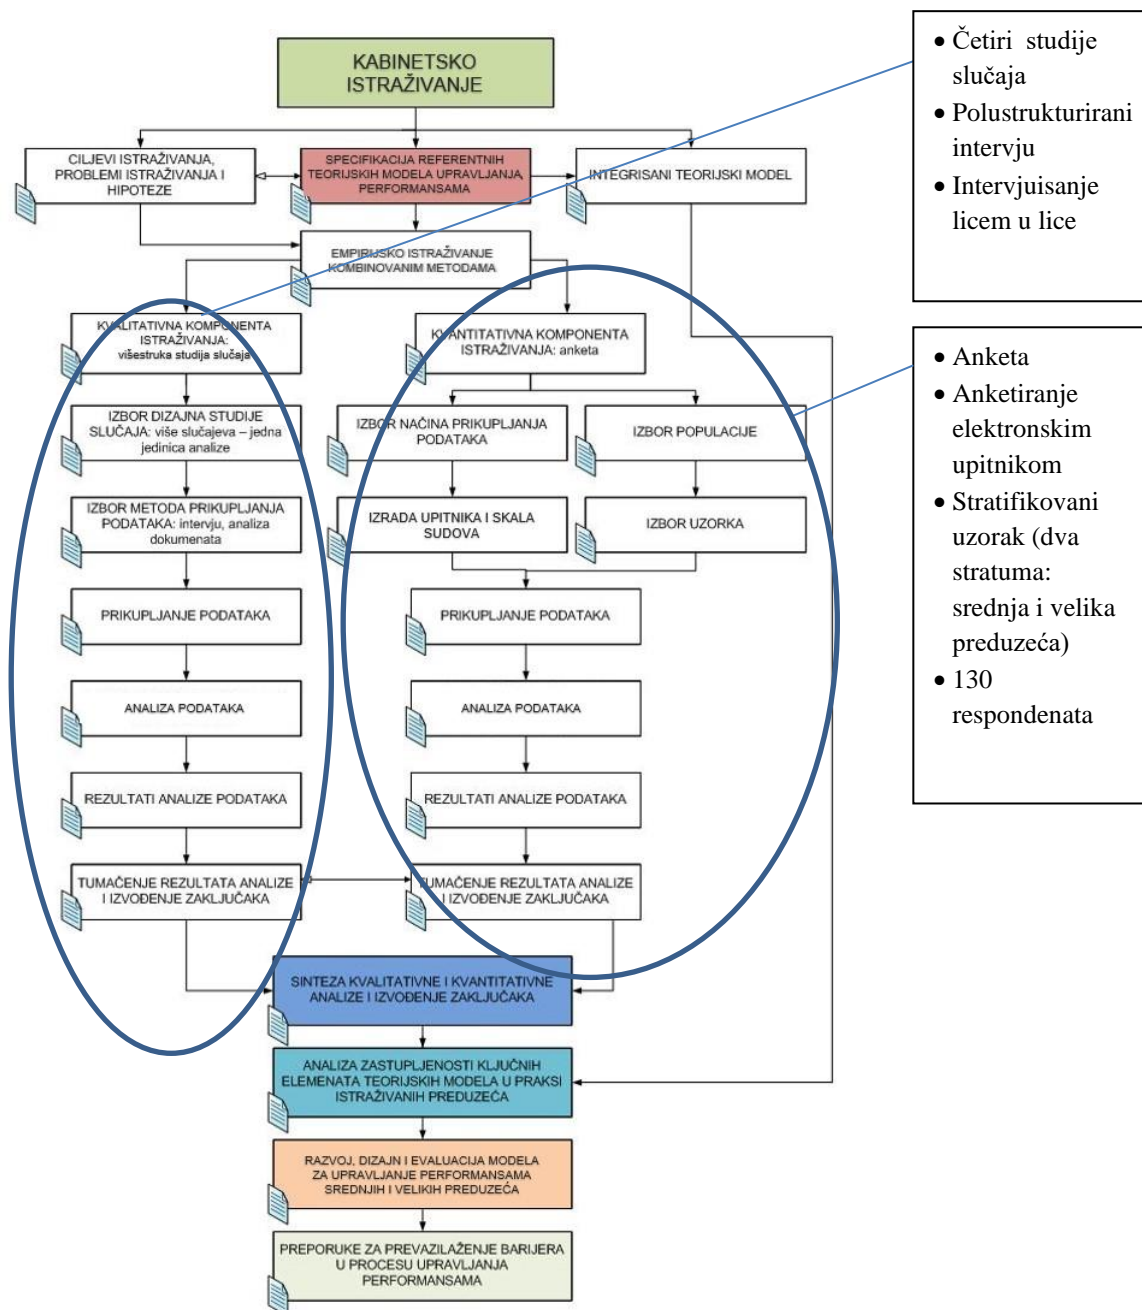 KABINETSKO
ISTRAŽIVANJE
CILJEVI ISTRAŽIVANJA,
PROBLEMI ISTRAŽIVANJA I
HIPOTEZE
SPECIFIKACIJA REFERENTNIH
TEORIJSKIH MODELA UPRAVLJANJA
PERFORMANSAMA
INTEGRISANI TEORIJSKI MODEL
EMPIRIJSKO ISTRAŽIVANJE
KOMBINOVANIM METODAMA
KVALITATIVNA KOMPONENTA
ISTRAŽIVANJA:
višestruka studija slučaja
KVANTITATIVNA KOMPONENTA
ISTRAŽIVANJA: anketa
IZBOR DIZAJNA STUDIJE
SLUČAJA: više slučajeva – jedna
jedinica analize
IZBOR NAČINA PRIKUPLJANJA
PODATAKA
IZBOR POPULACIJE
IZBOR METODA PRIKUPLJANJA
PODATAKA: intervju, analiza
dokumenata
IZRADA UPITNIKA I SKALA
SUDOVA
IZBOR UZORKA
PRIKUPLJANJE PODATAKA
PRIKUPLJANJE PODATAKA
ANALIZA PODATAKA
ANALIZA PODATAKA
REZULTATI ANALIZE PODATAKA
REZULTATI ANALIZE PODATAKA
TUMAČENJE REZULTATA ANALIZE
I IZVOĐENJE ZAKLJUČAKA
TUMAČENJE REZULTATA ANALIZE
I IZVOĐENJE ZAKLJUČAKA
SINTEZA KVALITATIVNE I KVANTITATIVNE
ANALIZE I IZVOĐENJE ZAKLJUČAKA
ANALIZA ZASTUPLJENOSTI KLJUČNIH
ELEMENATA TEORIJSKIH MODELA U PRAKSI
ISTRAŽIVANIH PREDUZEĆA
RAZVOJ, DIZAJN I EVALUACIJA MODELA
ZA UPRAVLJANJE PERFORMANSAMA
SREDNJIH I VELIKIH PREDUZEĆA
PREPORUKE ZA PREVAZILAŽENJE BARIJERA
U PROCESU UPRAVLJANJA
PERFORMANSAMA
• Četiri studije
slučaja
• Polustrukturirani
intervju
• Intervjuisanje
licem u lice
• Anketa
• Anketiranje
elektronskim
upitnikom
• Stratifikovani
uzorak (dva
stratuma:
srednja i velika
preduzeća)
• 130
respondenata